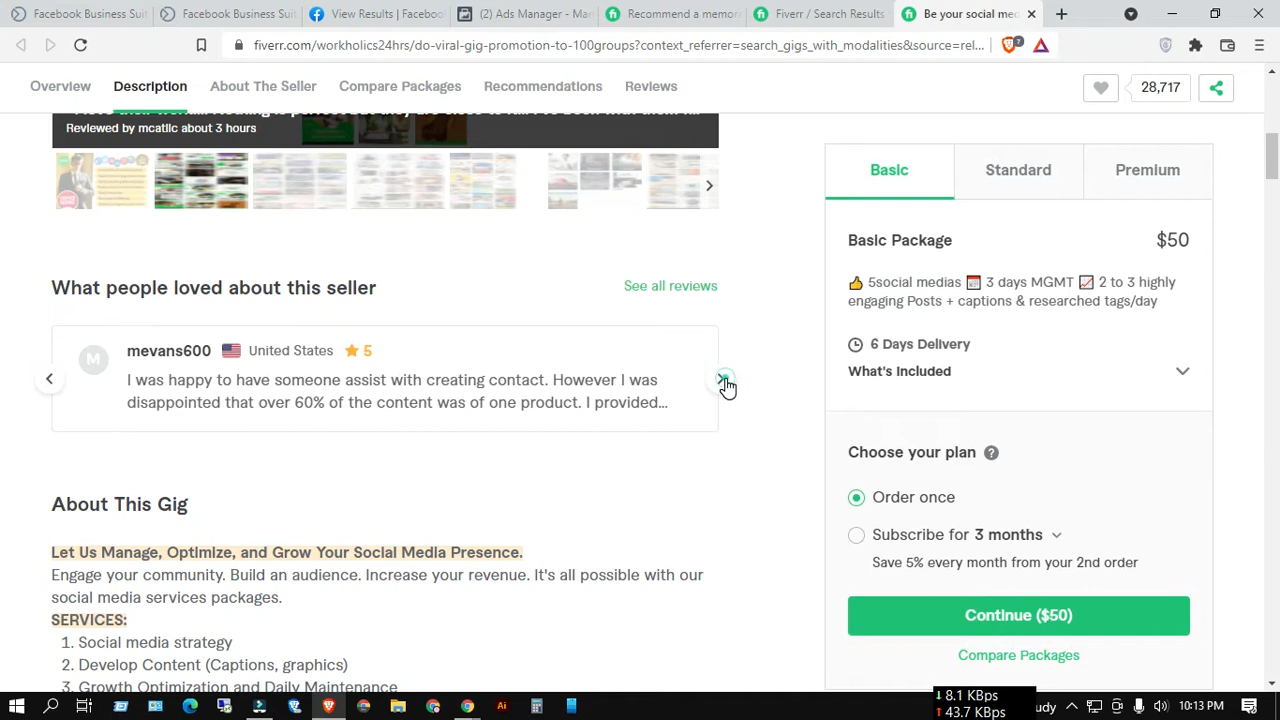 Facebook Business Sui
Facebook Business Sui
View Results | Faceboo
(2) Ads Manager - Ma
Recommend a memora
Fiverr / Search Results
Be your social med
fiverr.com/workholics24hrs/do-viral-gig-promotion-to-100groups?context_referrer=search_gigs_with_modalities&source=rel...
Overview
Description
About The Seller
Compare Packages
Recommendations
Reviews
28,717
Reviewed by mcatllc about 3 hours
What people loved about this seller
See all reviews
M
mevans600
United States
5
I was happy to have someone assist with creating contact. However I was
disappointed that over 60% of the content was of one product. I provided...
About This Gig
Let Us Manage, Optimize, and Grow Your Social Media Presence.
Engage your community. Build an audience. Increase your revenue. It's all possible with our
social media services packages.
SERVICES:
1. Social media strategy
2. Develop Content (Captions, graphics)
3. Growth Optimization and Daily Maintenance
Basic
Standard
Premium
Basic Package
$50
👍 5social medias 📅 3 days MGMT 📈 2 to 3 highly
engaging Posts + captions & researched tags/day
6 Days Delivery
What's Included
Choose your plan ?
Order once
Subscribe for 3 months
Save 5% every month from your 2nd order
Continue ($50)
Compare Packages
Ai
↓ 8.1 KBps
↑ 43.7 KBps
udy
10:13 PM